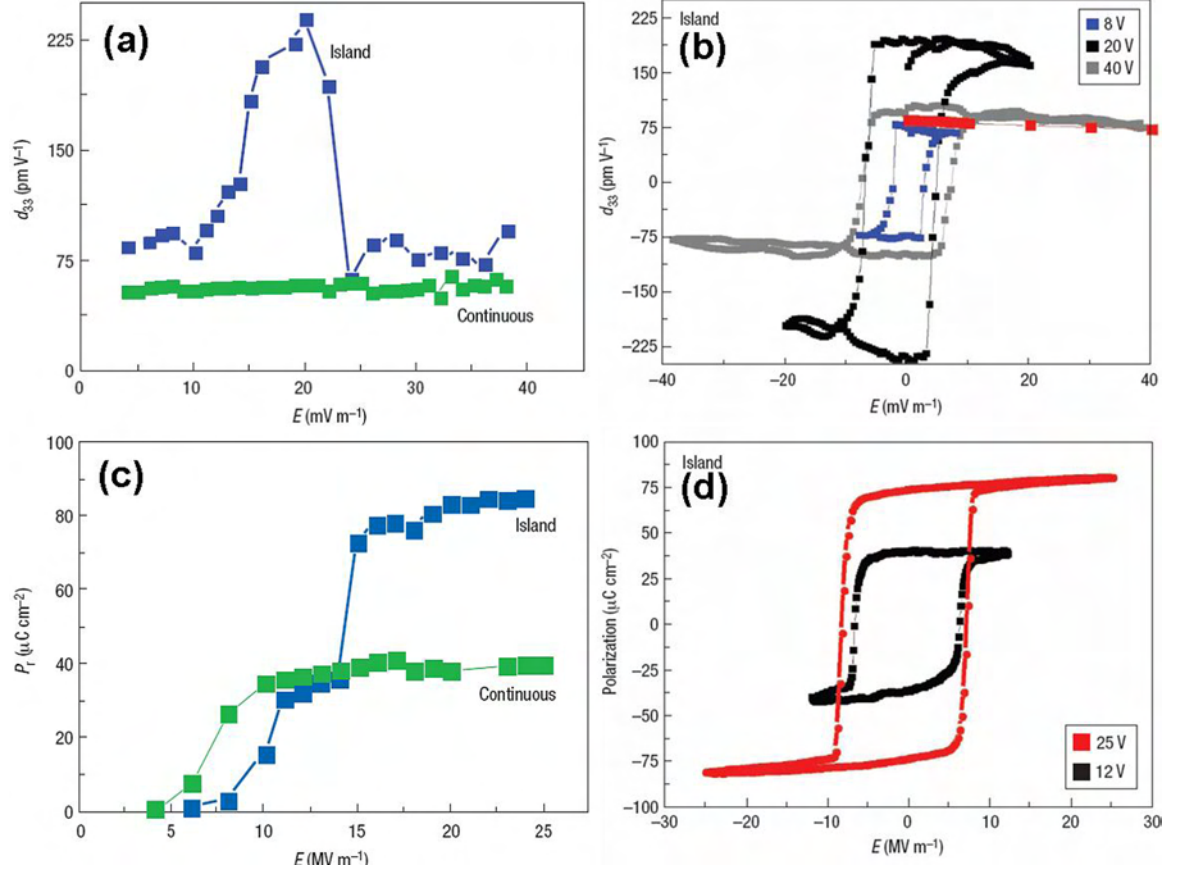 (a)
225
150
75
0
d33 (pm V–1)
Island
Continuous
0 10 20 30 40
E (mV m–1)
Island
(b)
8 V
20 V
40 V
225
150
75
0
–75
–150
–225
d33 (pm V–1)
–40 –20 0 20 40
E (mV m–1)
(c)
100
80
60
40
20
0
Pr (μC cm–2)
Island
Continuous
0 5 10 15 20 25
E (MV m–1)
Island
(d)
100
75
50
25
0
–25
–50
–75
–100
Polarization (μC cm–2)
25 V
12 V
–30 –20 –10 0 10 20 30
E (MV m–1)